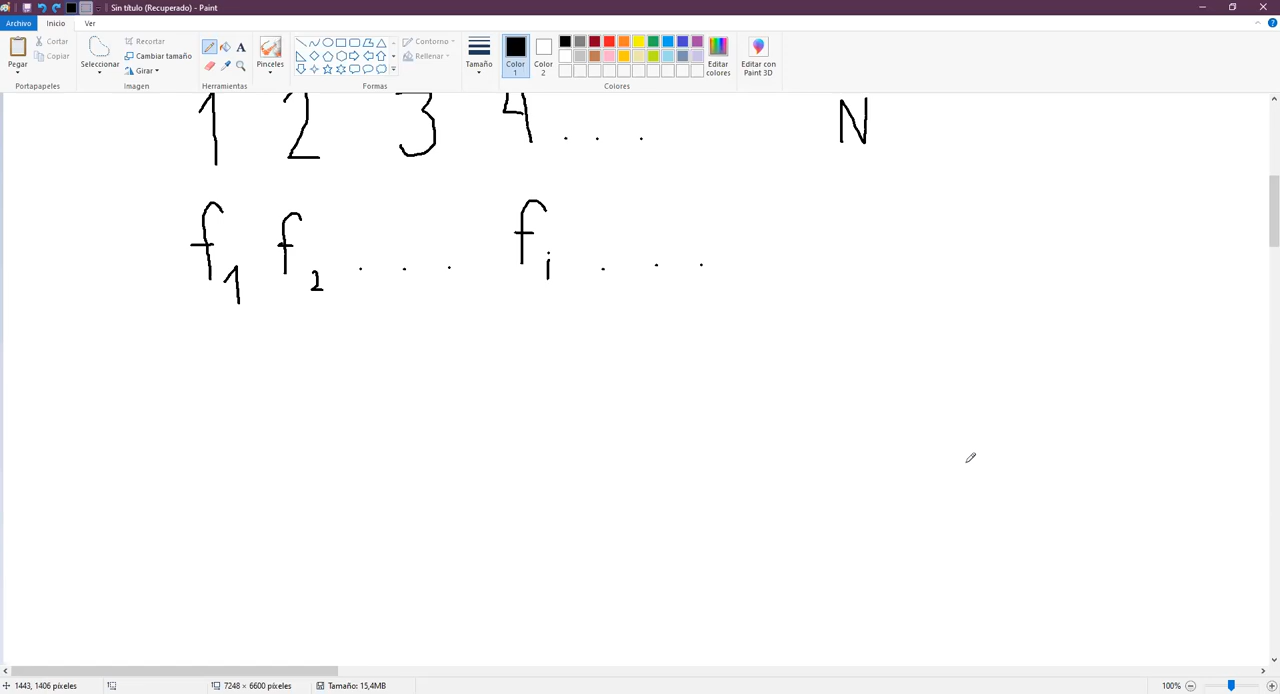 Sin título (Recuperado) - Paint
Archivo Inicio Ver
Pegar Cortar Copiar
Seleccionar Recortar Cambiar tamaño Girar
A
Pinceles
Contorno Rellenar
Tamaño
Color 1
Color 2
Editar colores
Editar con Paint 3D
Portapapeles Imagen Herramientas Formas Colores
1 2 3 4 . . . N
f1 f2 . . . fi . . .
1443, 1406 píxeles 7248 × 6600 píxeles Tamaño: 15,4MB 100%